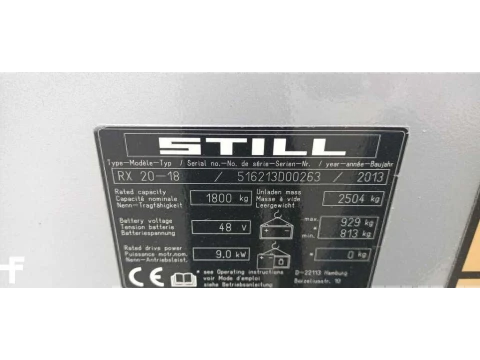 STILL
Type-Modèle-Typ / Serial no.-No. de série-Serien-Nr. / year-année-Baujahr
RX 20-18 / 516213D00263 / 2013
Rated capacity
Capacité nominale
Nenn-Tragfähigkeit
1800 kg
Unladen mass
Masse à vide
Leergewicht
2504 kg
Battery voltage
Tension batterie
Batteriespannung
48 V
max. 929 kg
min. 813 kg
Rated drive power
Puissance motr.nom.
Nenn-Antriebsleist.
9.0 kW
* 0 kg
CE
* see Operating instructions
voir Mode d'emploi
siehe Betriebsanleitung
D-22113 Hamburg
Berzeliusstr. 10